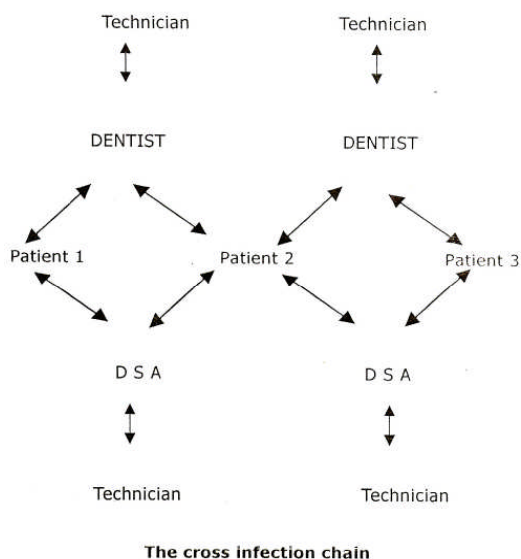 Technician Technician
DENTIST DENTIST
Patient 1 Patient 2 Patient 3
D S A D S A
Technician Technician
The cross infection chain